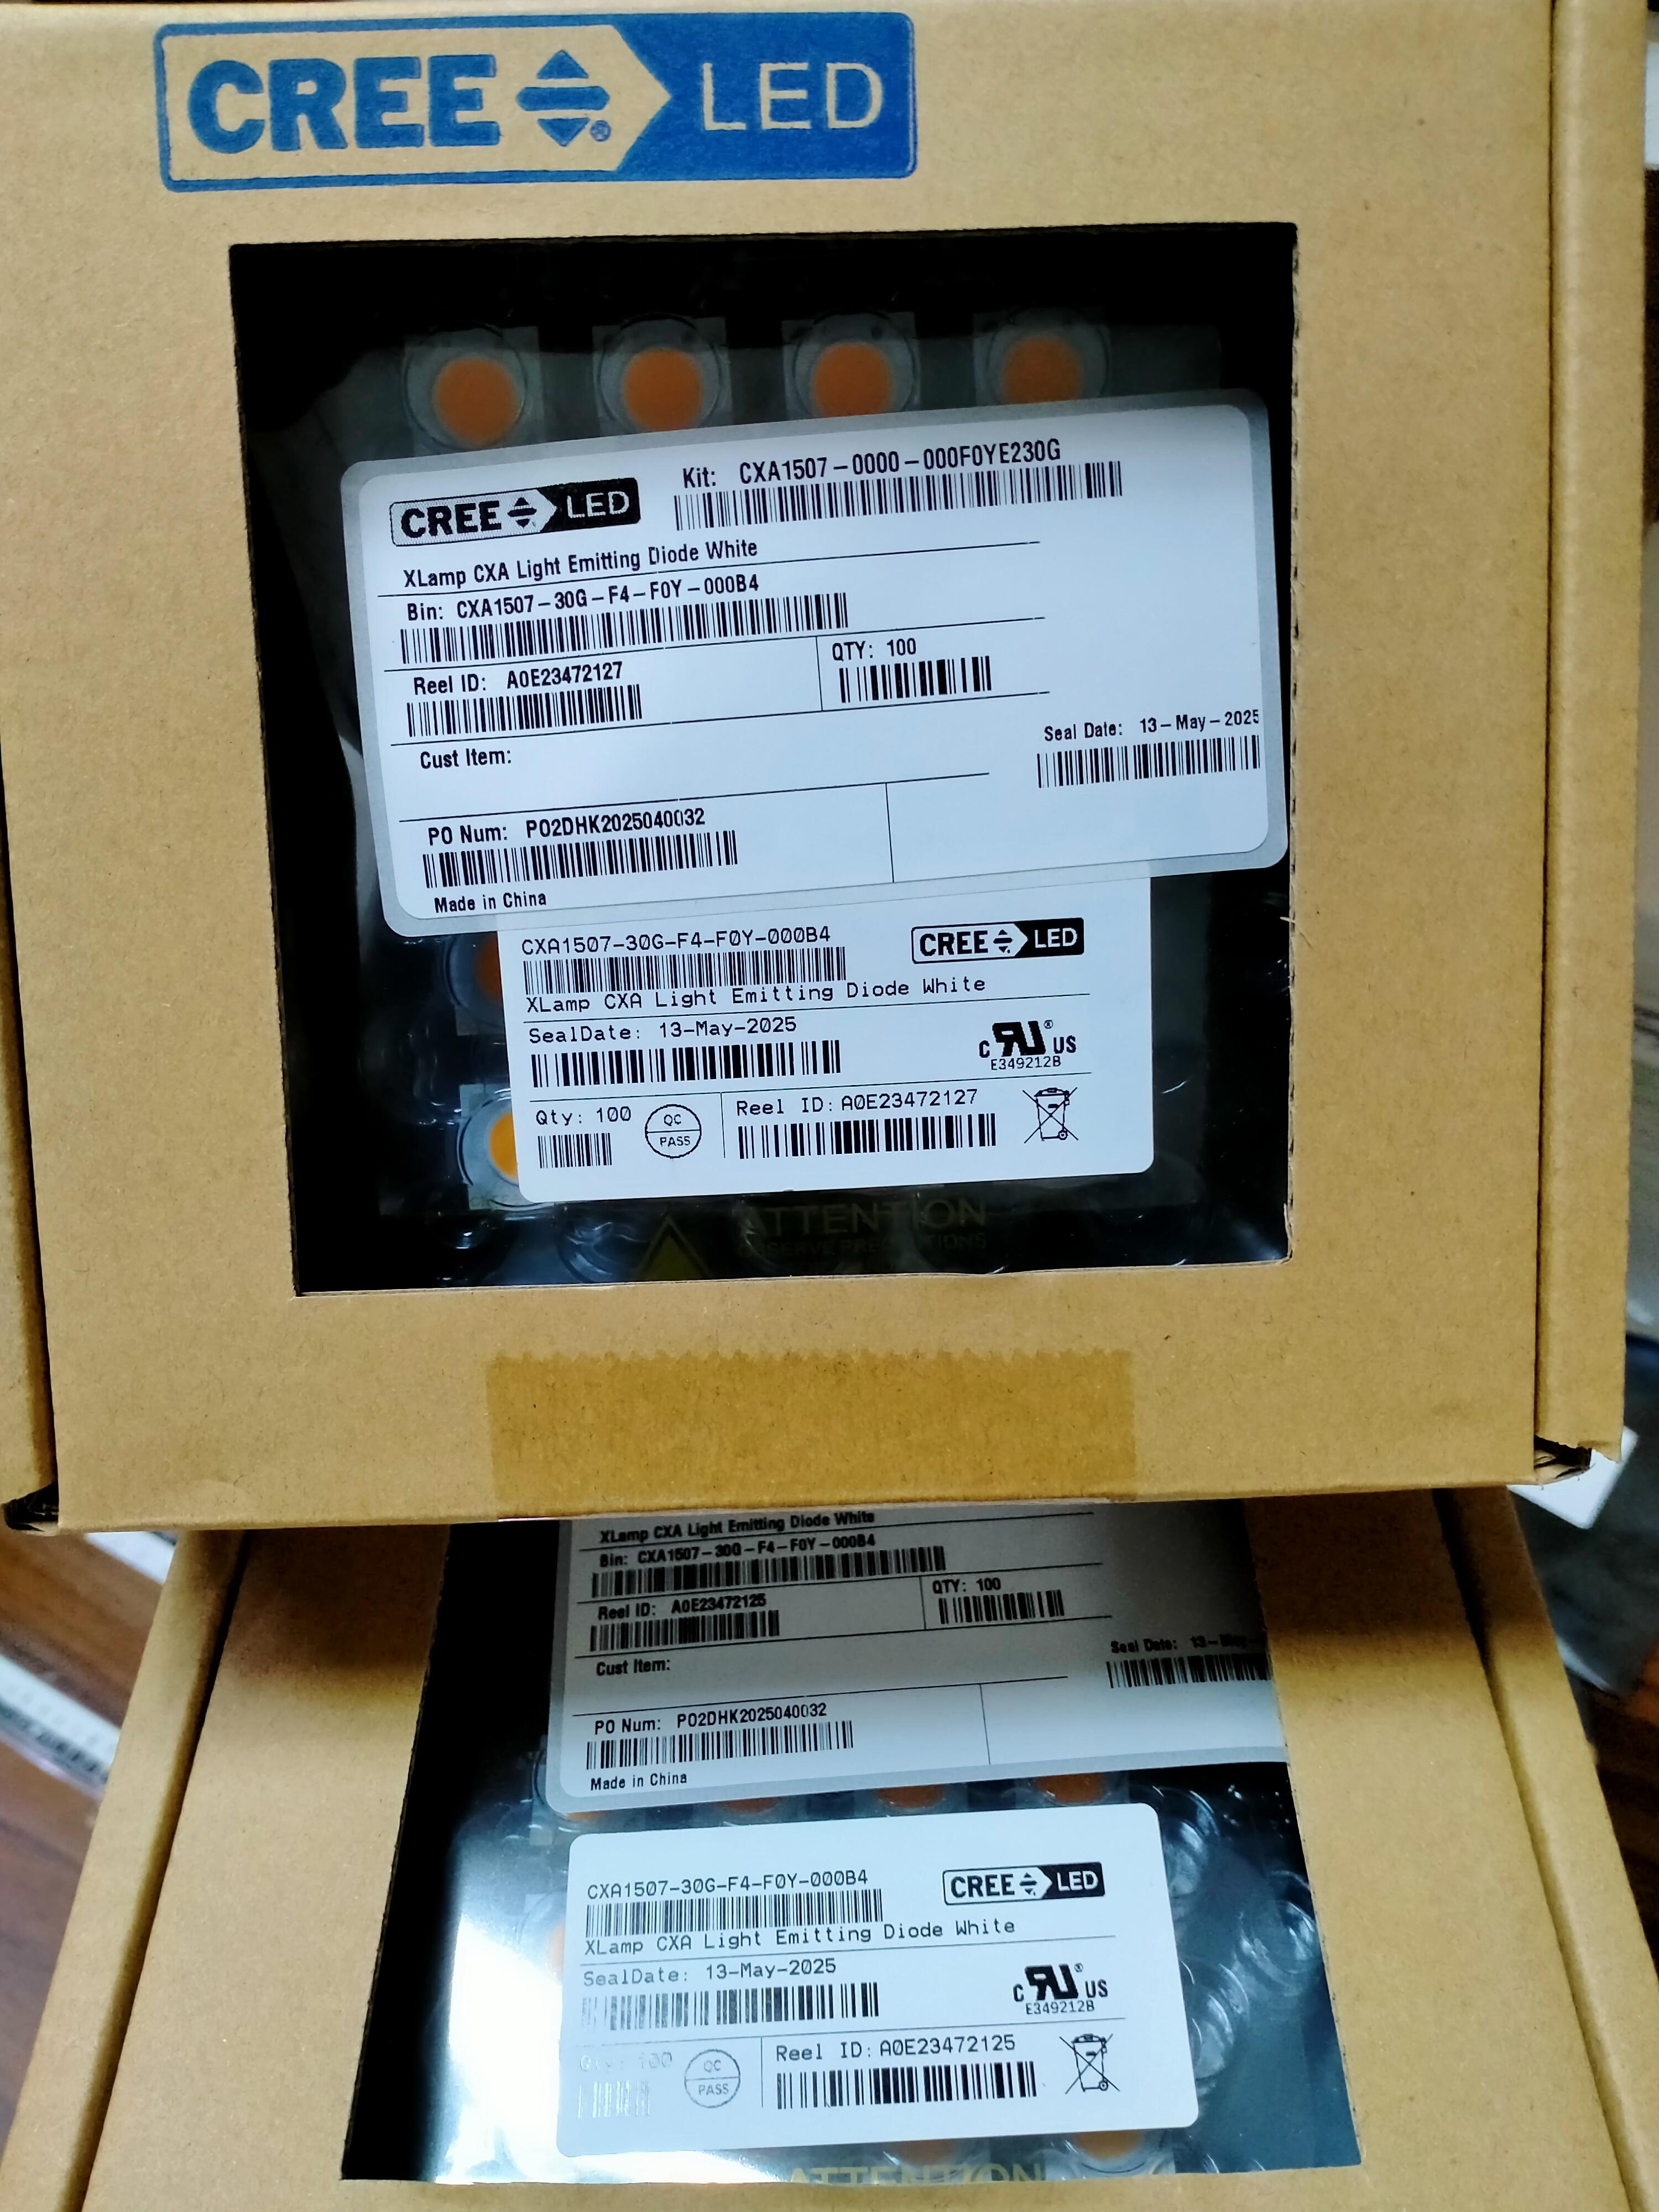 CREE LED
Kit: CXA1507-0000-000F0YE230G
CREE LED
XLamp CXA Light Emitting Diode White
Bin: CXA1507-30G-F4-F0Y-000B4
Reel ID: A0E23472127
QTY: 100
Cust Item:
Seal Date: 13-May-2025
PO Num: PO2DHK2025040032
Made in China
CXA1507-30G-F4-F0Y-000B4
CREE LED
XLamp CXA Light Emitting Diode White
SealDate: 13-May-2025
C RU ® US
E349212B
Qty: 100
QC
PASS
Reel ID: A0E23472127
ATTENTION
XLamp CXA Light Emitting Diode White
Bin: CXA1507-30G-F4-F0Y-000B4
Reel ID: A0E23472125
QTY: 100
Cust Item:
Seal Date: 13-May
PO Num: PO2DHK2025040032
Made in China
CXA1507-30G-F4-F0Y-000B4
CREE LED
XLamp CXA Light Emitting Diode White
SealDate: 13-May-2025
C RU ® US
E349212B
Qty: 100
QC
PASS
Reel ID: A0E23472125
ATTENTION